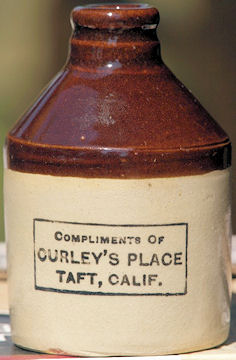 COMPLIMENTS OF
CURLEY'S PLACE
TAFT, CALIF.